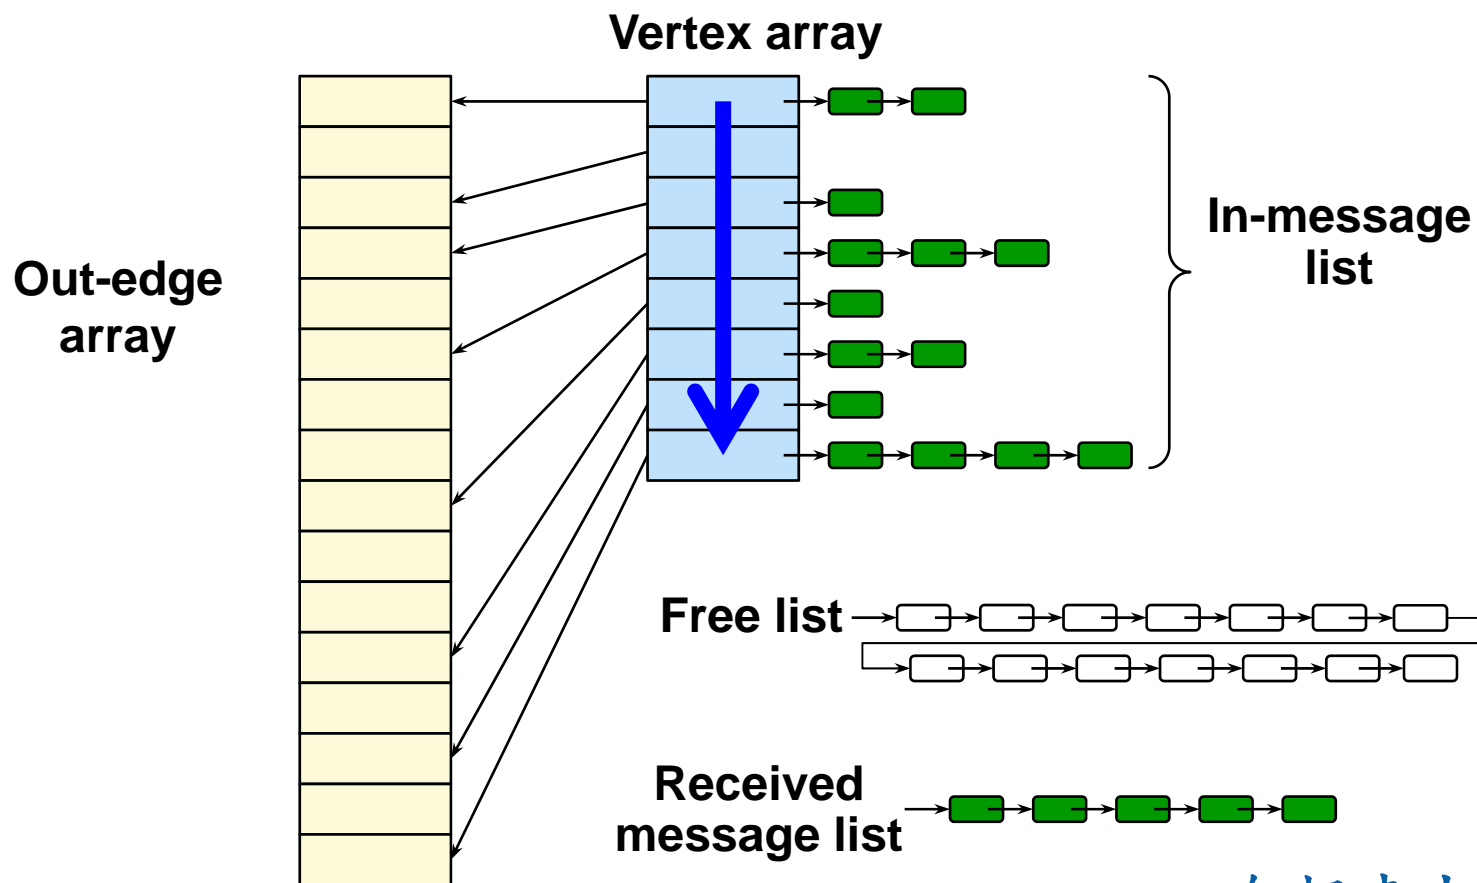 Vertex array
In-message
list
Out-edge
array
Free list
Received
message list